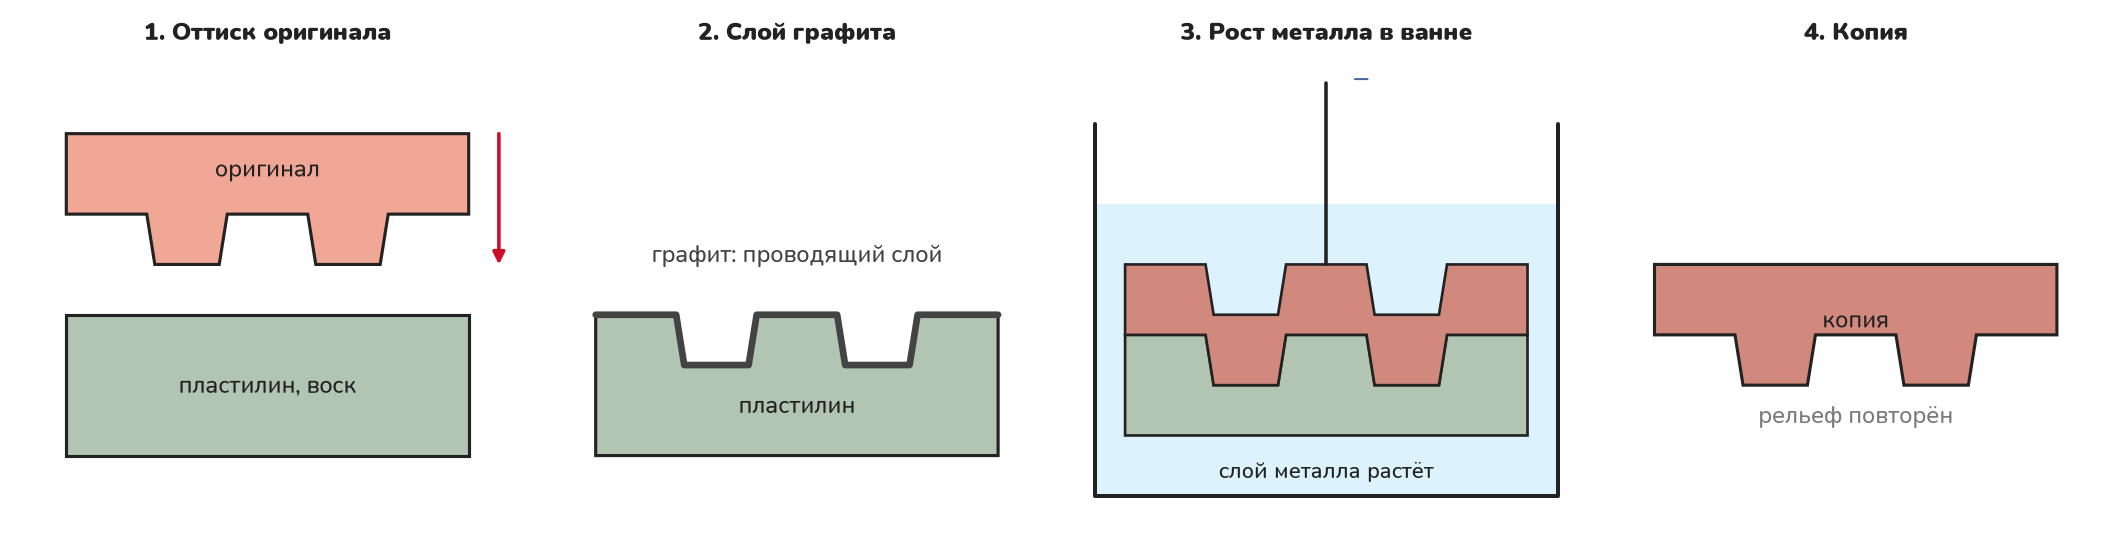 1. Оттиск оригинала
оригинал
пластилин, воск
2. Слой графита
графит: проводящий слой
пластилин
3. Рост металла в ванне
−
слой металла растёт
4. Копия
копия
рельеф повторён